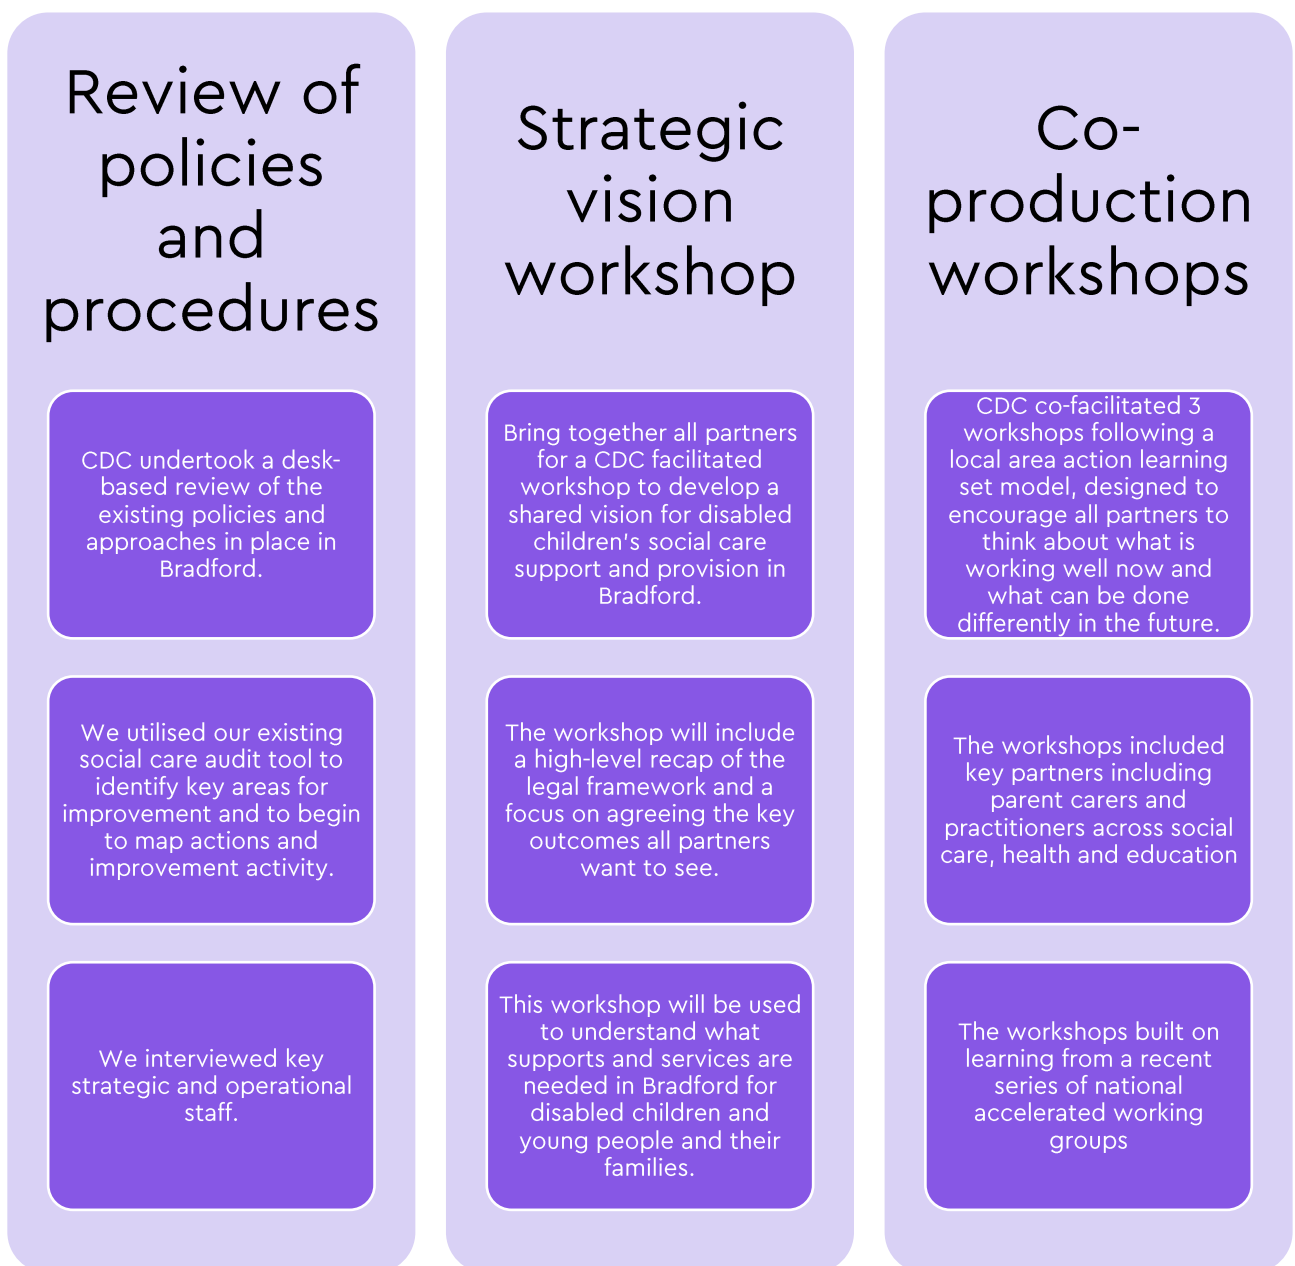 Review of
policies
and
procedures
CDC undertook a desk-
based review of the
existing policies and
approaches in place in
Bradford.
We utilised our existing
social care audit tool to
identify key areas for
improvement and to begin
to map actions and
improvement activity.
We interviewed key
strategic and operational
staff.
Strategic
vision
workshop
Bring together all partners
for a CDC facilitated
workshop to develop a
shared vision for disabled
children's social care
support and provision in
Bradford.
The workshop will include
a high-level recap of the
legal framework and a
focus on agreeing the key
outcomes all partners
want to see.
This workshop will be used
to understand what
supports and services are
needed in Bradford for
disabled children and
young people and their
families.
Co-
production
workshops
CDC co-facilitated 3
workshops following a
local area action learning
set model, designed to
encourage all partners to
think about what is
working well now and
what can be done
differently in the future.
The workshops included
key partners including
parent carers and
practitioners across social
care, health and education
The workshops built on
learning from a recent
series of national
accelerated working
groups